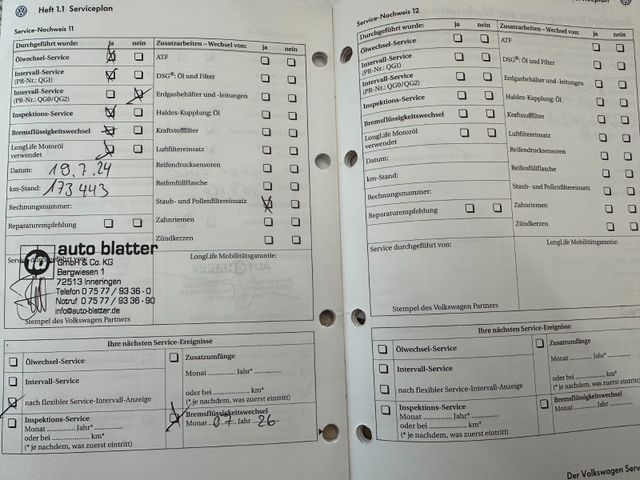 Heft 1.1 Serviceplan
Service-Nachweis 11
Durchgeführt wurde: ja nein
Ölwechsel-Service
Intervall-Service
(PR-Nr.: QG1)
Intervall-Service
(PR-Nr.: QG0/QG2)
Inspektions-Service
Bremsflüssigkeitswechsel
LongLife Motoröl
verwendet
Datum: 19.7.24
km-Stand: 173 443
Rechnungsnummer:
Reparaturempfehlung
Zusatzarbeiten – Wechsel von: ja nein
ATF
DSG®: Öl und Filter
Erdgasbehälter und -leitungen
Haldex-Kupplung: Öl
Kraftstofffilter
Luftfiltereinsatz
Reifendrucksensoren
Reifenfüllflasche
Staub- und Pollenfiltereinsatz
Zahnriemen
Zündkerzen
auto blatter
GmbH & Co. KG
Bergwiesen 1
72513 Inneringen
Telefon 0 75 77 / 93 36 - 0
Notruf 0 75 77 / 93 36 - 90
info@auto-blatter.de
Stempel des Volkswagen Partners
LongLife Mobilitätsgarantie:
Ihre nächsten Service-Ereignisse
Ölwechsel-Service
Intervall-Service
nach flexibler Service-Intervall-Anzeige
Inspektions-Service
Monat .............. Jahr* ..............
oder bei .................... km*
(* je nachdem, was zuerst eintritt)
Zusatzumfänge
Monat .............. Jahr* ..............
oder bei .................... km*
(* je nachdem, was zuerst eintritt)
Bremsflüssigkeitswechsel
Monat 07 Jahr 26
Serviceplan
Service-Nachweis 12
Durchgeführt wurde: ja nein
Ölwechsel-Service
Intervall-Service
(PR-Nr.: QG1)
Intervall-Service
(PR-Nr.: QG0/QG2)
Inspektions-Service
Bremsflüssigkeitswechsel
LongLife Motoröl
verwendet
Datum:
km-Stand:
Rechnungsnummer:
Reparaturempfehlung
Zusatzarbeiten – Wechsel von: ja nein
ATF
DSG®: Öl und Filter
Erdgasbehälter und -leitungen
Haldex-Kupplung: Öl
Kraftstofffilter
Luftfiltereinsatz
Reifendrucksensoren
Reifenfüllflasche
Staub- und Pollenfiltereinsatz
Zahnriemen
Zündkerzen
Service durchgeführt von:
Stempel des Volkswagen Partners
LongLife Mobilitätsgarantie:
Ihre nächsten Service-Ereignisse
Ölwechsel-Service
Intervall-Service
nach flexibler Service-Intervall-Anzeige
Inspektions-Service
Monat .............. Jahr* ..............
oder bei .................... km*
(* je nachdem, was zuerst eintritt)
Zusatzumfänge
Monat .............. Jahr*
oder bei .................... km*
(* je nachdem, was zuerst
Bremsflüssigkeitswechsel
Monat .............. Jahr
Der Volkswagen Serv